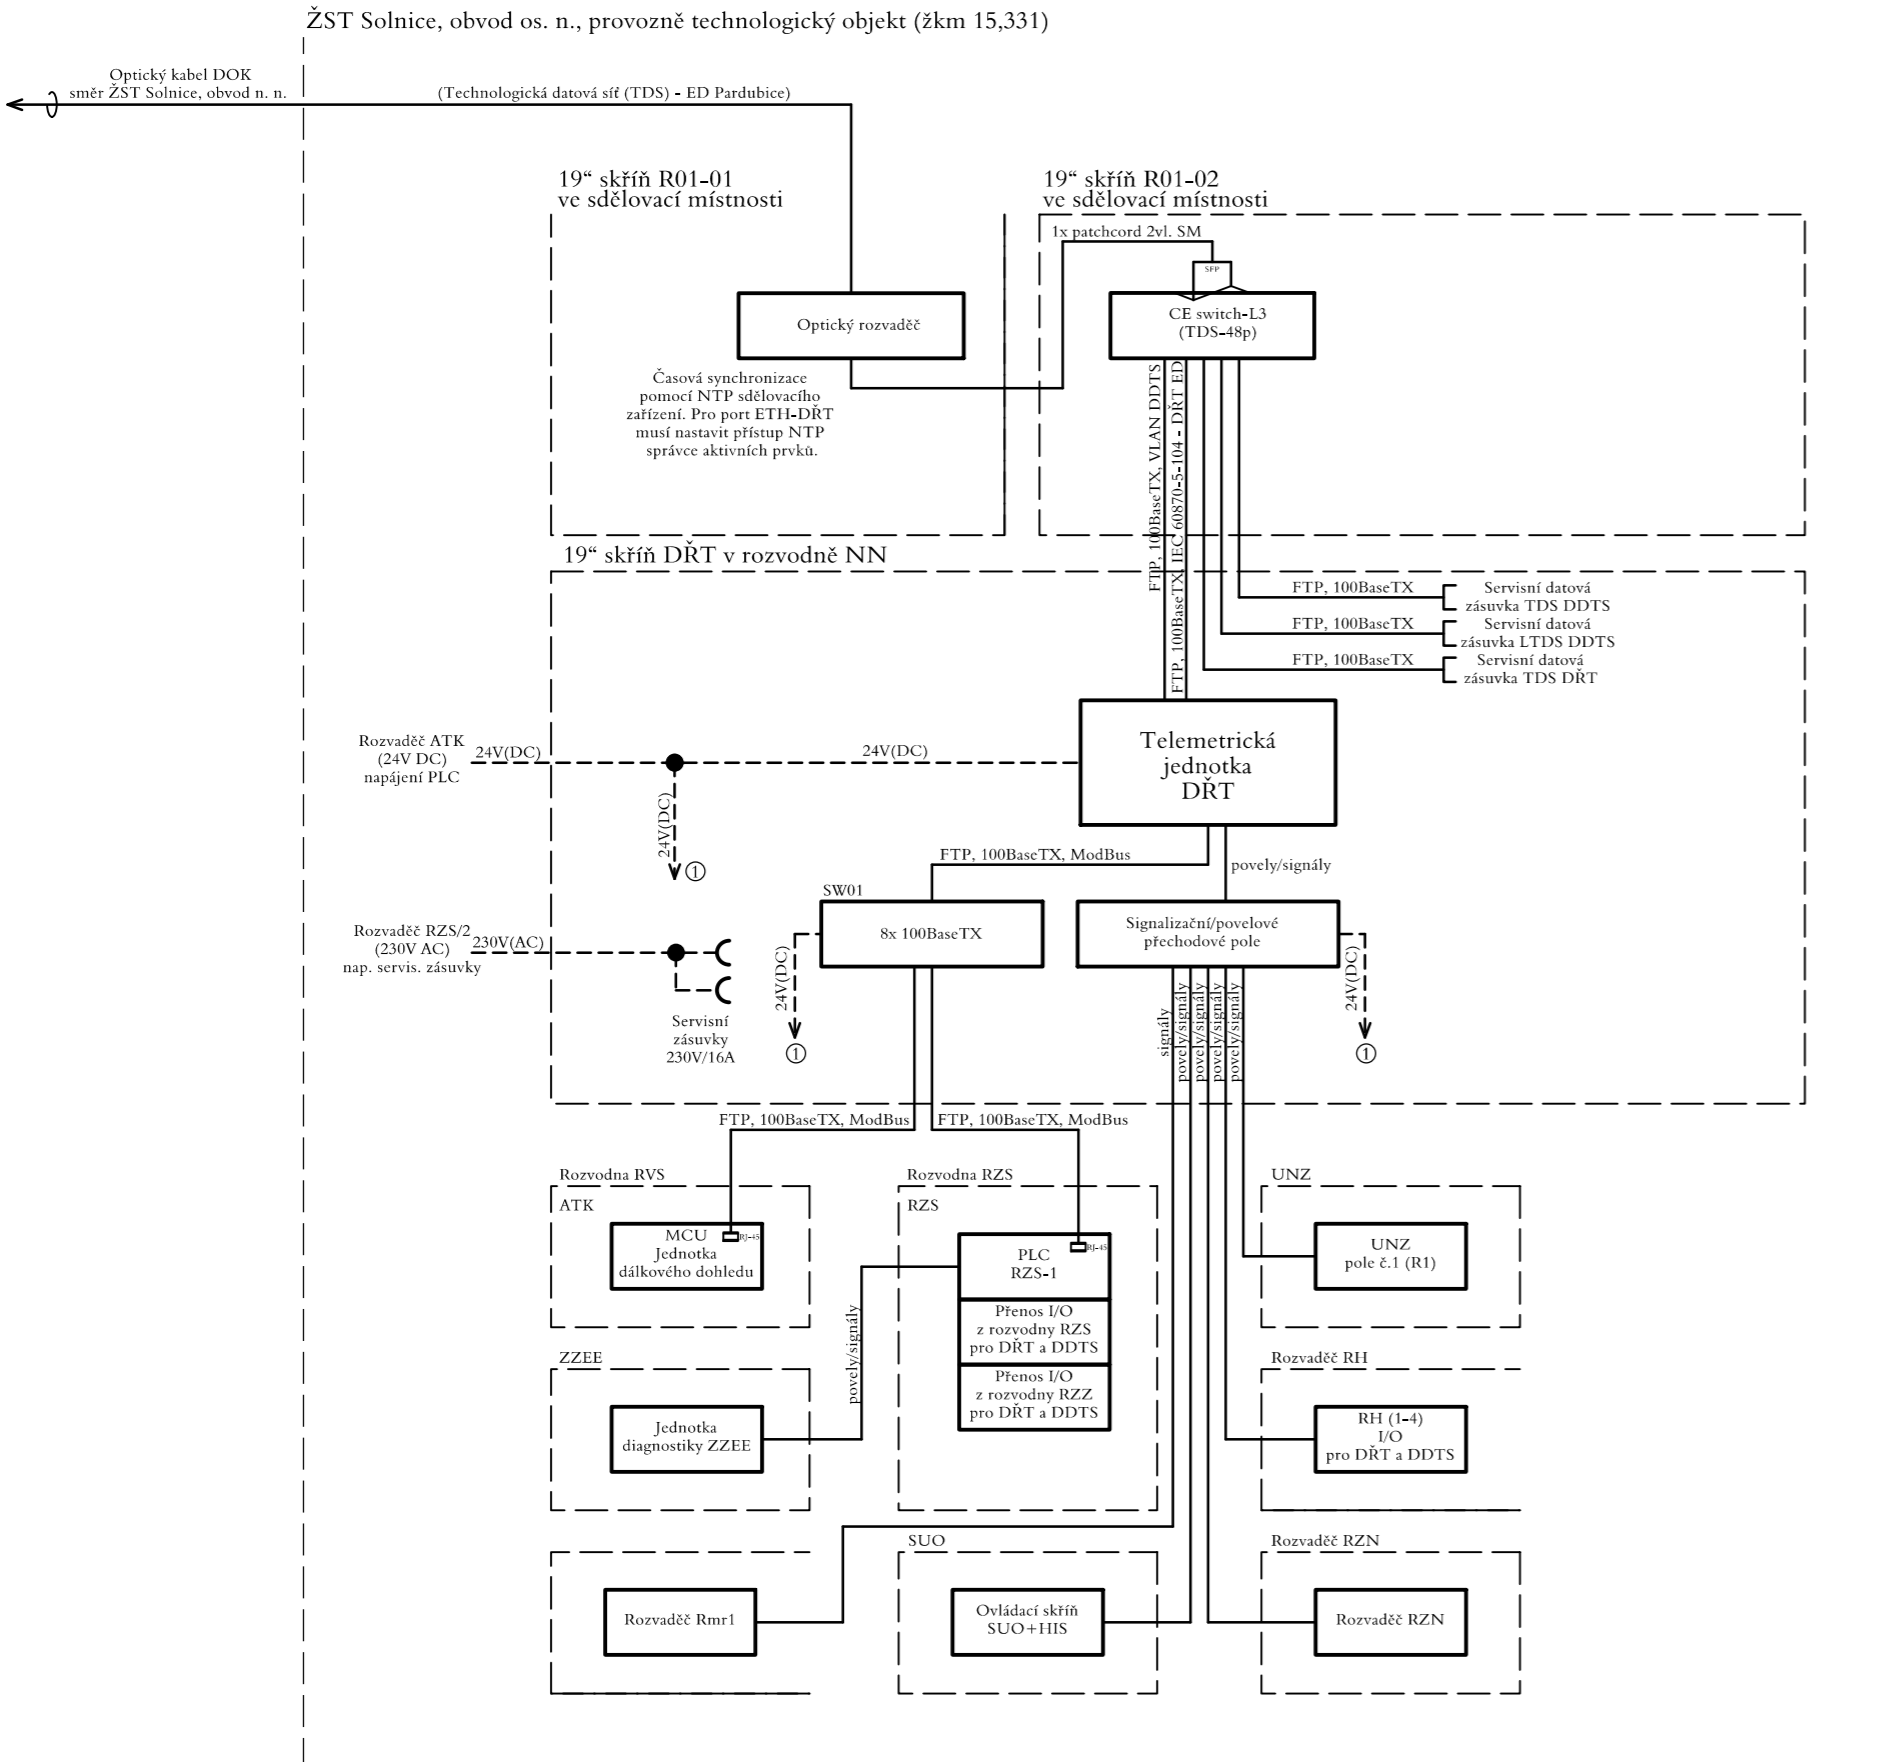 ŽST Solnice, obvod os. n., provozně technologický objekt (žkm 15,331)
Optický kabel DOK
směr ŽST Solnice, obvod n. n.
(Technologická datová síť (TDS) - ED Pardubice)
19“ skříň R01-01
ve sdělovací místnosti
19“ skříň R01-02
ve sdělovací místnosti
1x patchcord 2vl. SM
SFP
CE switch-L3
(TDS-48p)
Optický rozvaděč
Časová synchronizace
pomocí NTP sdělovacího
zařízení. Pro port ETH-DŘT
musí nastavit přístup NTP
správce aktivních prvků.
FTP, 100BaseTX, VLAN DDTS
FTP, 100BaseTX, IEC 60870-5-104 - DŘT ED
19“ skříň DŘT v rozvodně NN
FTP, 100BaseTX
Servisní datová
zásuvka TDS DDTS
FTP, 100BaseTX
Servisní datová
zásuvka LTDS DDTS
FTP, 100BaseTX
Servisní datová
zásuvka TDS DŘT
Rozvaděč ATK
(24V DC)
napájení PLC
24V(DC)
24V(DC)
24V(DC)
1
Telemetrická
jednotka
DŘT
FTP, 100BaseTX, ModBus
povely/signály
SW01
8x 100BaseTX
Signalizační/povelové
přechodové pole
Rozvaděč RZS/2
(230V AC)
nap. servis. zásuvky
230V(AC)
Servisní
zásuvky
230V/16A
24V(DC)
1
24V(DC)
1
signály
povely/signály
povely/signály
povely/signály
povely/signály
FTP, 100BaseTX, ModBus
FTP, 100BaseTX, ModBus
Rozvodna RVS
ATK
MCU
RJ-45
Jednotka
dálkového dohledu
Rozvodna RZS
RZS
RJ-45
PLC
RZS-1
Přenos I/O
z rozvodny RZS
pro DŘT a DDTS
Přenos I/O
z rozvodny RZZ
pro DŘT a DDTS
UNZ
UNZ
pole č.1 (R1)
povely/signály
ZZEE
Jednotka
diagnostiky ZZEE
Rozvaděč RH
RH (1-4)
I/O
pro DŘT a DDTS
Rozvaděč Rmr1
SUO
Ovládací skříň
SUO+HIS
Rozvaděč RZN
Rozvaděč RZN